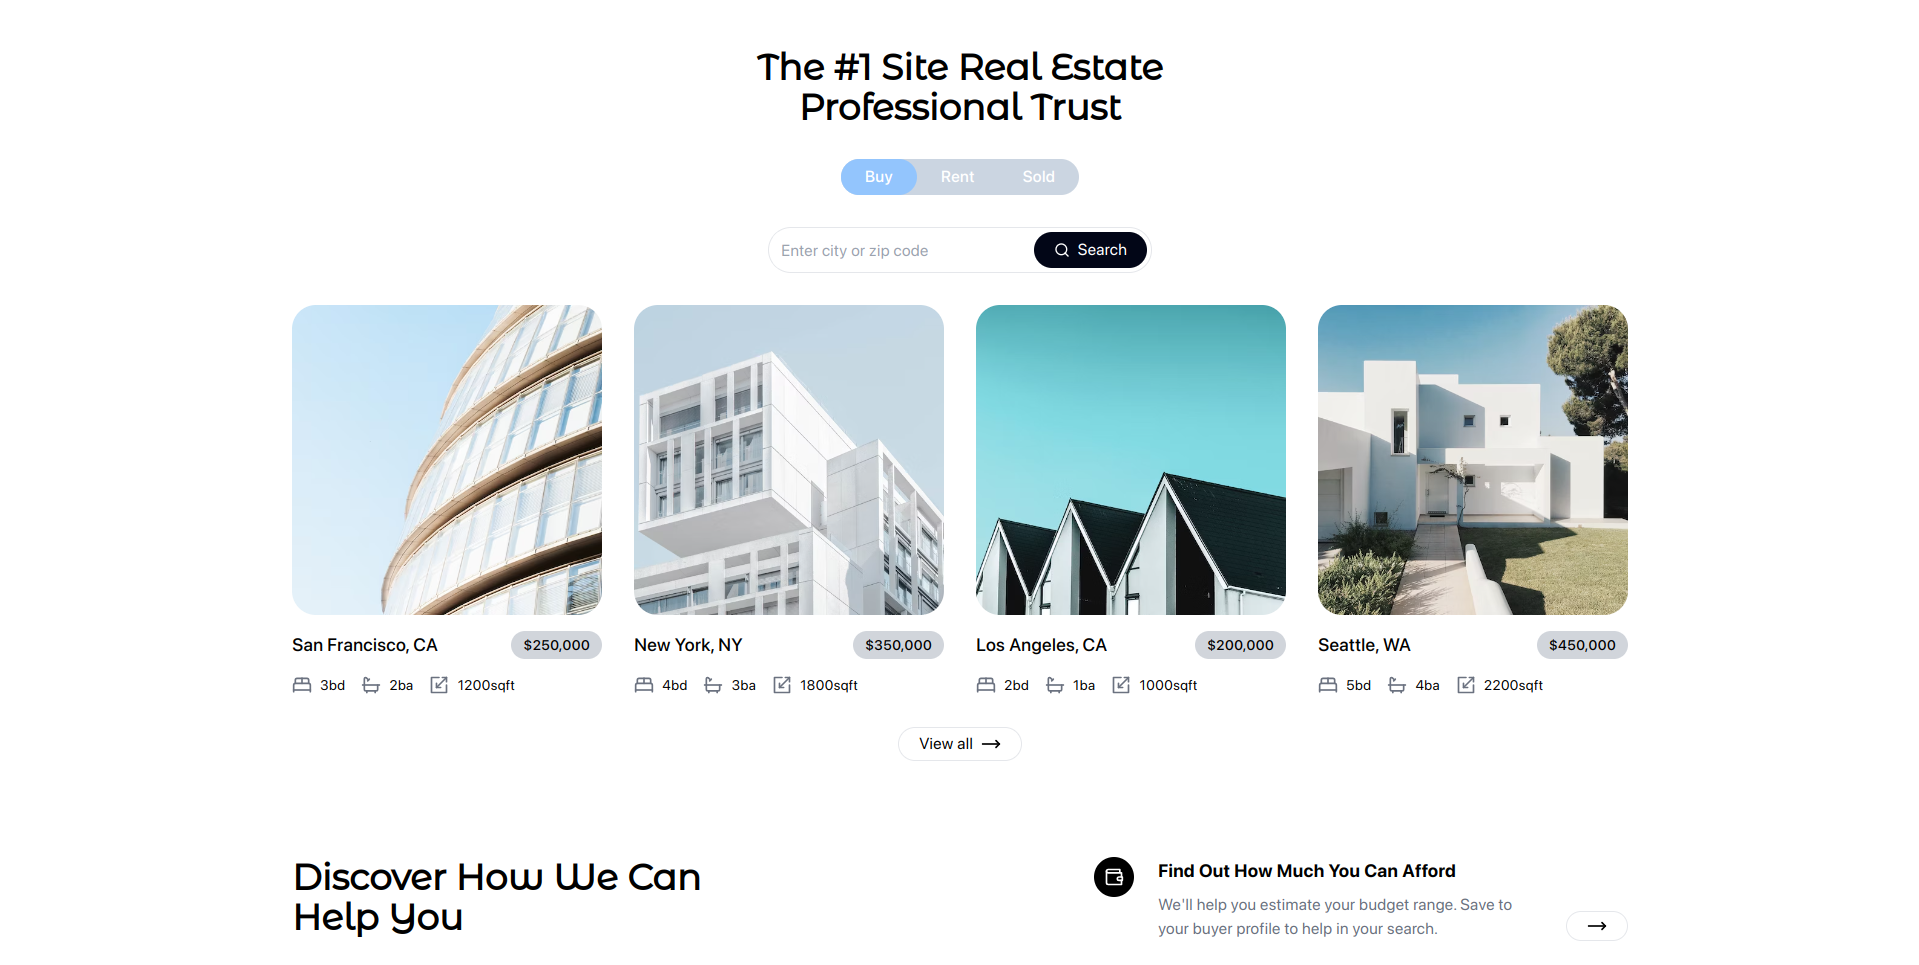 The #1 Site Real Estate
Professional Trust
Buy Rent Sold
Enter city or zip code Search
San Francisco, CA $250,000
3bd 2ba 1200sqft
New York, NY $350,000
4bd 3ba 1800sqft
Los Angeles, CA $200,000
2bd 1ba 1000sqft
Seattle, WA $450,000
5bd 4ba 2200sqft
View all
Discover How We Can
Help You
Find Out How Much You Can Afford
We'll help you estimate your budget range. Save to
your buyer profile to help in your search.